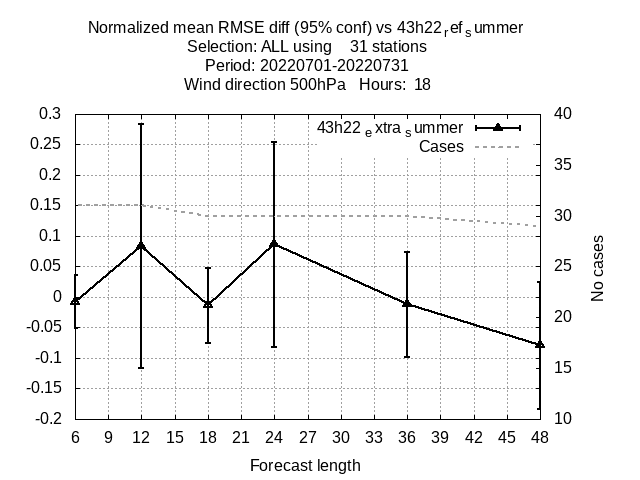 Normalized mean RMSE diff (95% conf) vs 43h22refsummer
Selection: ALL using 31 stations
Period: 20220701-20220731
Wind direction 500hPa Hours: 18
0.3
0.25
0.2
0.15
0.1
0.05
0
-0.05
-0.1
-0.15
-0.2
43h22extrasummer
Cases
40
35
30
25
20
15
10
No cases
6 9 12 15 18 21 24 27 30 33 36 39 42 45 48
Forecast length